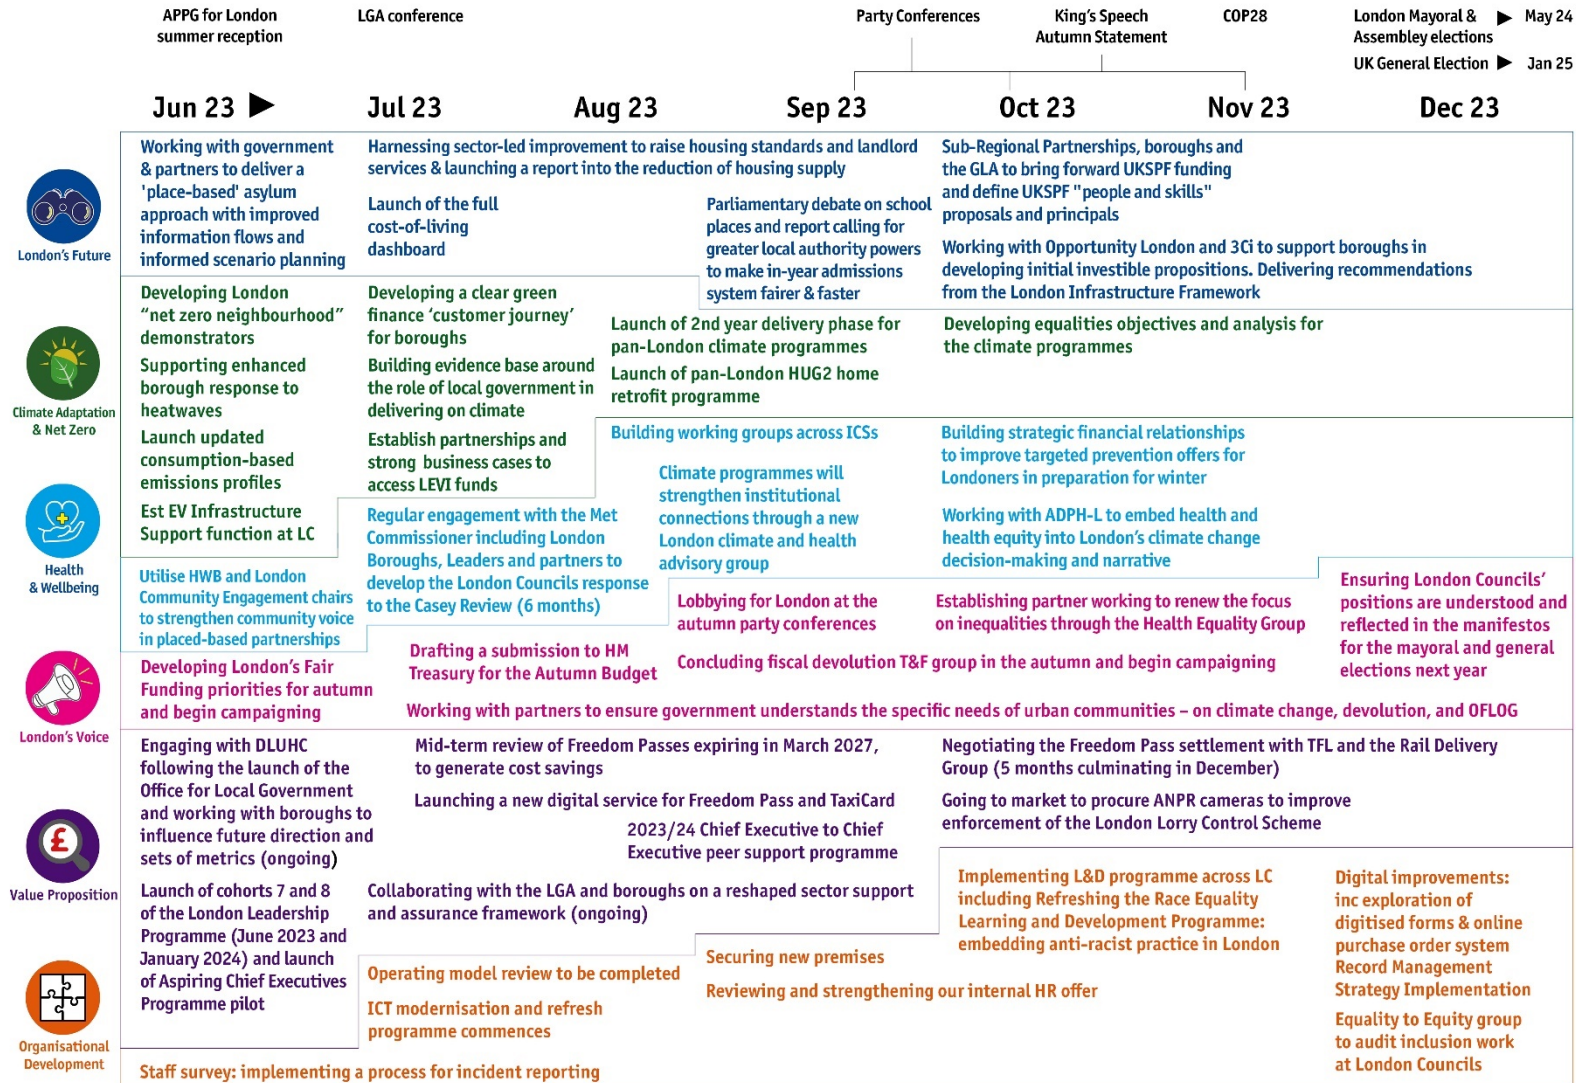 APPG for London
summer reception
LGA conference
Party Conferences
King's Speech
Autumn Statement
COP28
London Mayoral &
Assembley elections
▶ May 24
UK General Election ▶ Jan 25
Jun 23 ▶
Jul 23
Aug 23
Sep 23
Oct 23
Nov 23
Dec 23
London's Future
Working with government
& partners to deliver a
'place-based' asylum
approach with improved
information flows and
informed scenario planning
Harnessing sector-led improvement to raise housing standards and landlord
services & launching a report into the reduction of housing supply
Launch of the full
cost-of-living
dashboard
Parliamentary debate on school
places and report calling for
greater local authority powers
to make in-year admissions
system fairer & faster
Sub-Regional Partnerships, boroughs and
the GLA to bring forward UKSPF funding
and define UKSPF "people and skills"
proposals and principals
Working with Opportunity London and 3Ci to support boroughs in
developing initial investible propositions. Delivering recommendations
from the London Infrastructure Framework
Climate Adaptation
& Net Zero
Developing London
“net zero neighbourhood”
demonstrators
Supporting enhanced
borough response to
heatwaves
Launch updated
consumption-based
emissions profiles
Est EV Infrastructure
Support function at LC
Developing a clear green
finance ‘customer journey’
for boroughs
Building evidence base around
the role of local government in
delivering on climate
Establish partnerships and
strong business cases to
access LEVI funds
Launch of 2nd year delivery phase for
pan-London climate programmes
Launch of pan-London HUG2 home
retrofit programme
Developing equalities objectives and analysis for
the climate programmes
Health
& Wellbeing
Utilise HWB and London
Community Engagement chairs
to strengthen community voice
in placed-based partnerships
Regular engagement with the Met
Commissioner including London
Boroughs, Leaders and partners to
develop the London Councils response
to the Casey Review (6 months)
Building working groups across ICSs
Climate programmes will
strengthen institutional
connections through a new
London climate and health
advisory group
Building strategic financial relationships
to improve targeted prevention offers for
Londoners in preparation for winter
Working with ADPH-L to embed health and
health equity into London's climate change
decision-making and narrative
London's Voice
Developing London's Fair
Funding priorities for autumn
and begin campaigning
Drafting a submission to HM
Treasury for the Autumn Budget
Lobbying for London at the
autumn party conferences
Establishing partner working to renew the focus
on inequalities through the Health Equality Group
Concluding fiscal devolution T&F group in the autumn and begin campaigning
Working with partners to ensure government understands the specific needs of urban communities – on climate change, devolution, and OFLOG
Ensuring London Councils'
positions are understood and
reflected in the manifestos
for the mayoral and general
elections next year
£
Value Proposition
Engaging with DLUHC
following the launch of the
Office for Local Government
and working with boroughs to
influence future direction and
sets of metrics (ongoing)
Launch of cohorts 7 and 8
of the London Leadership
Programme (June 2023 and
January 2024) and launch
of Aspiring Chief Executives
Programme pilot
Mid-term review of Freedom Passes expiring in March 2027,
to generate cost savings
Launching a new digital service for Freedom Pass and TaxiCard
2023/24 Chief Executive to Chief
Executive peer support programme
Collaborating with the LGA and boroughs on a reshaped sector support
and assurance framework (ongoing)
Negotiating the Freedom Pass settlement with TFL and the Rail Delivery
Group (5 months culminating in December)
Going to market to procure ANPR cameras to improve
enforcement of the London Lorry Control Scheme
Organisational
Development
Operating model review to be completed
ICT modernisation and refresh
programme commences
Staff survey: implementing a process for incident reporting
Securing new premises
Reviewing and strengthening our internal HR offer
Implementing L&D programme across LC
including Refreshing the Race Equality
Learning and Development Programme:
embedding anti-racist practice in London
Digital improvements:
inc exploration of
digitised forms & online
purchase order system
Record Management
Strategy Implementation
Equality to Equity group
to audit inclusion work
at London Councils